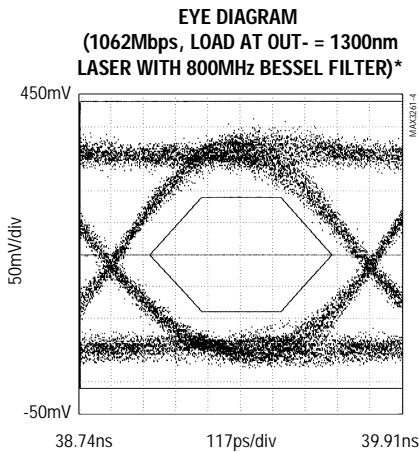 EYE DIAGRAM
(1062Mbps, LOAD AT OUT- = 1300nm
LASER WITH 800MHz BESSEL FILTER)*
450mV
MAX3261-4
50mV/div
-50mV
38.74ns
117ps/div
39.91ns